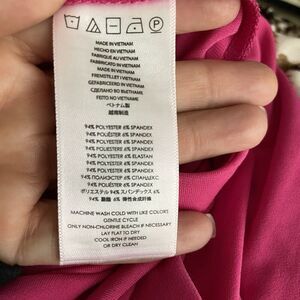 MADE IN VIETNAM
HECHO EN VIETNAM
FABRIQUÉ AU VIETNAM
MADE IN VIETNAM
FREMSTILLET I VIETNAM
GEFABRICEERD IN VIETNAM
СДЕЛАНО ВО ВЬЕТНАМЕ
FEITO NO VIETNAME
ベトナム製
越南制造
94% POLYESTER 6% SPANDEX
94% POLIÉSTER 6% SPANDEX
94% POLYESTER 6% SPANDEX
94% POLYESTER 6% ELASTAN
94% POLYESTER 6% SPANDEX
94% POLYESTER 6% SPANDEX
94% ПОЛИЭСТЕР 6% СПАНДЕКС
94% POLIÉSTER 6% SPANDEX
ポリエステル 94% スパンデックス 6%
94% 聚酯 6% 弹性合成纤维
MACHINE WASH COLD WITH LIKE COLORS
GENTLE CYCLE
ONLY NON-CHLORINE BLEACH IF NECESSARY
LAY FLAT TO DRY
COOL IRON IF NEEDED
OR DRY CLEAN